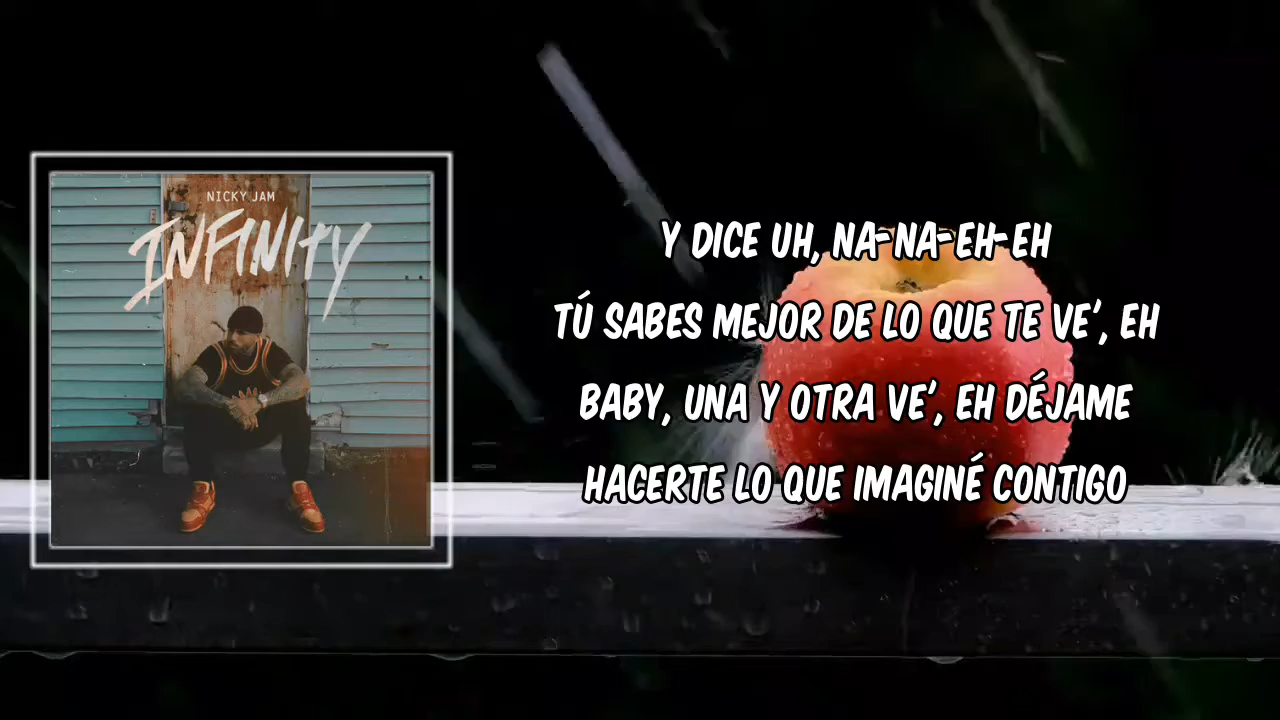 NICKY JAM
INFINITY
Y DICE UH, NA-NA-EH-EH
TÚ SABES MEJOR DE LO QUE TE VE', EH
BABY, UNA Y OTRA VE', EH DÉJAME
HACERTE LO QUE IMAGINÉ CONTIGO